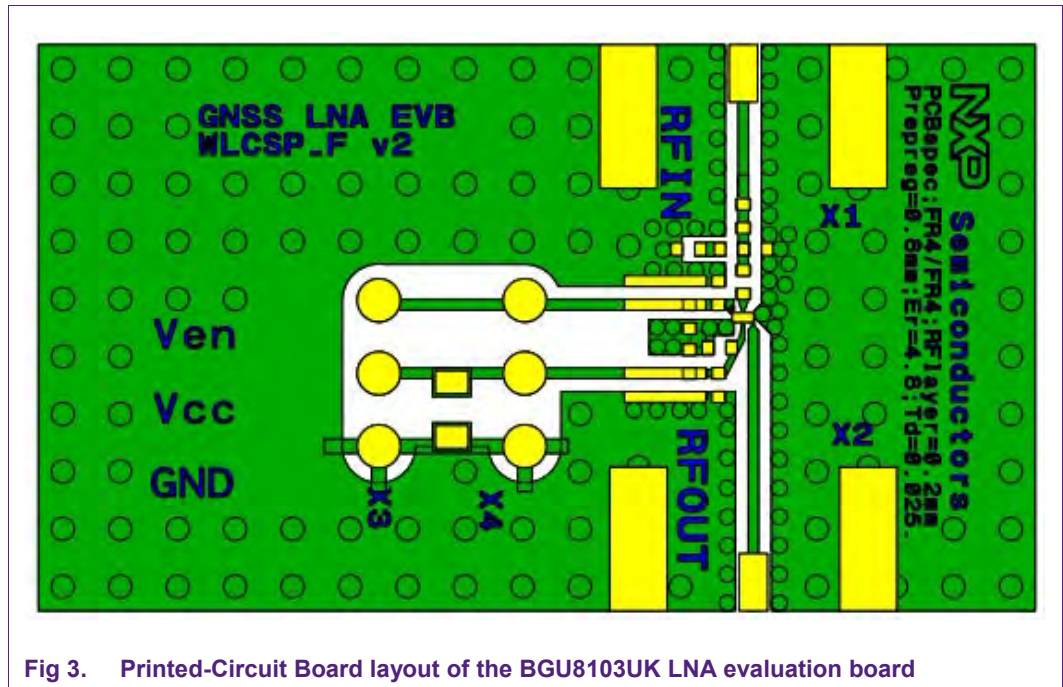 GNSS LNA EVB
WLCSP_F v2
RFIN
X1
NXP Semiconductors
PCBspec:FR4/FR4;RFlayer=0.2mm
Prepreg=0.8mm;Er=4.8;Td=0.025.
Ven
Vcc
GND
X3
X4
RFOUT
X2
Fig 3. Printed-Circuit Board layout of the BGU8103UK LNA evaluation board